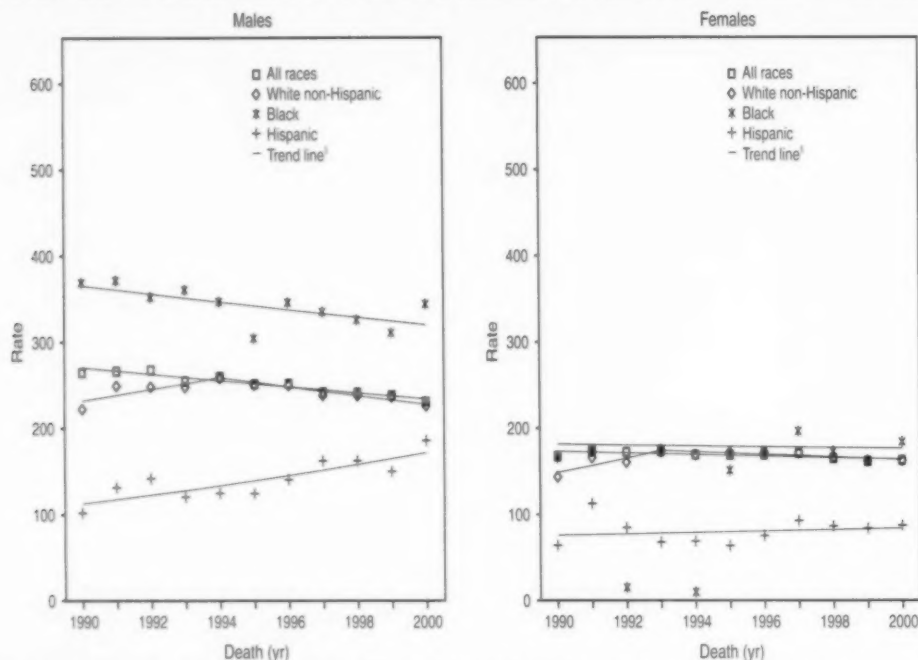 Males
600
500
400
300
200
100
0
Rate
All races
White non-Hispanic
Black
Hispanic
Trend line§
1990
1992
1994
1996
1998
2000
Death (yr)
Females
600
500
400
300
200
100
0
Rate
All races
White non-Hispanic
Black
Hispanic
Trend line§
1990
1992
1994
1996
1998
2000
Death (yr)